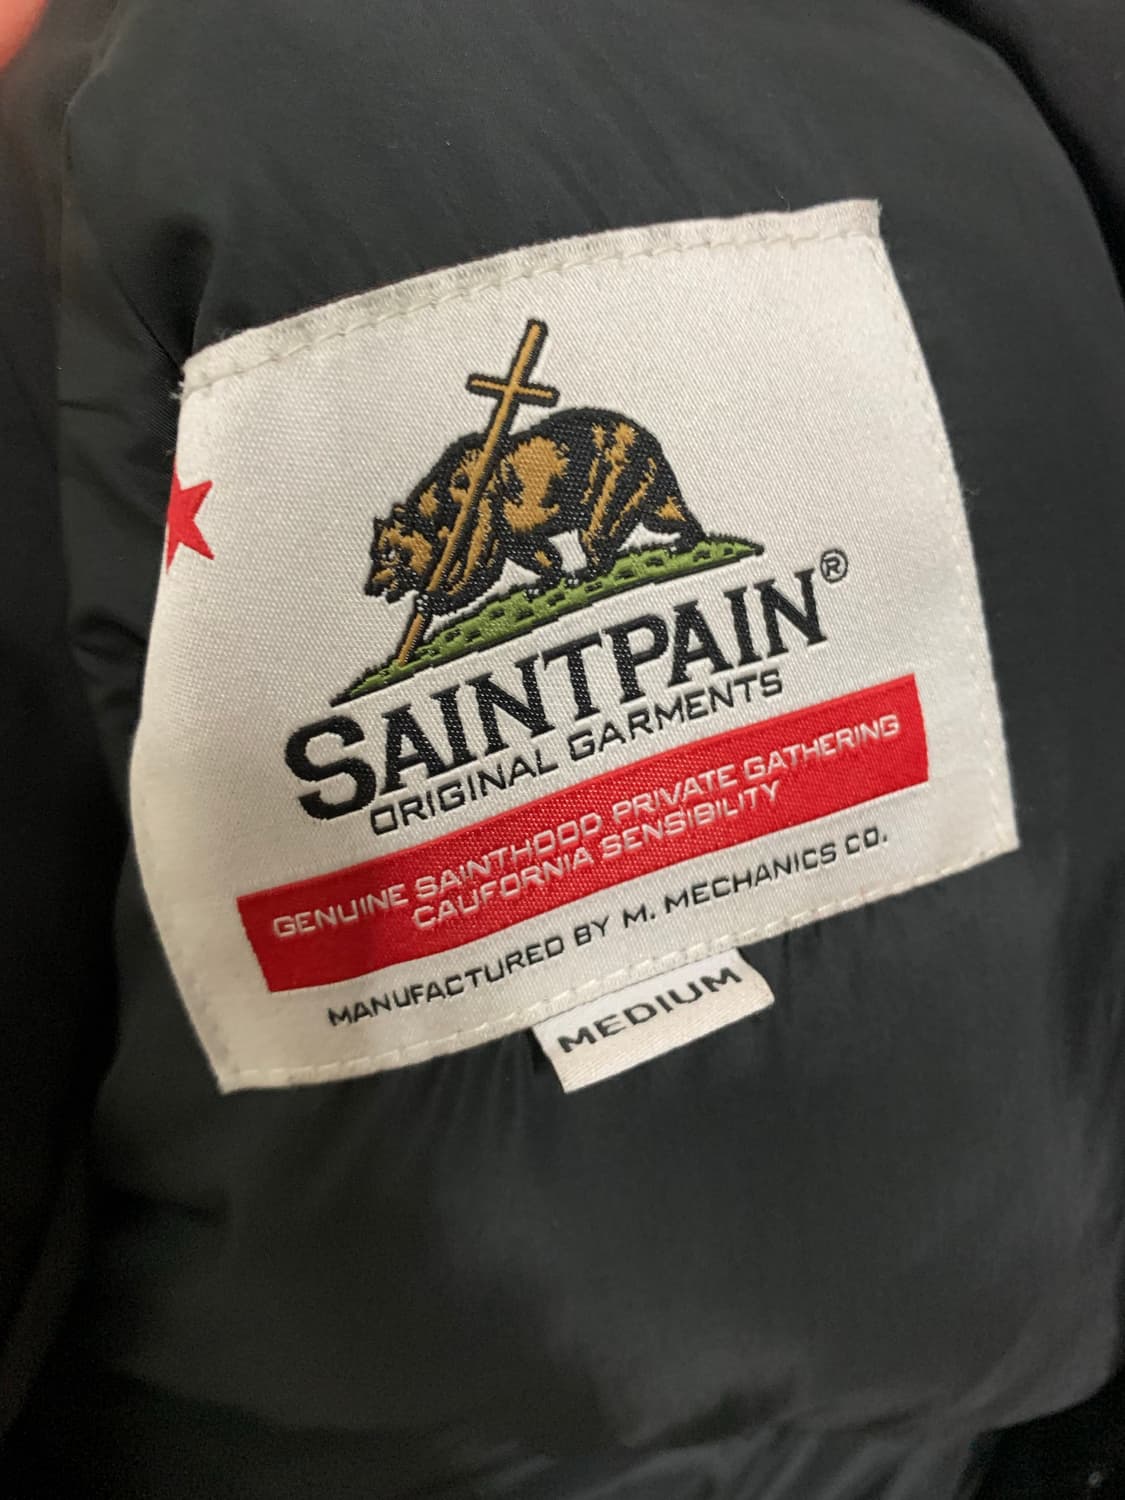 SAINTPAIN®
ORIGINAL GARMENTS
GENUINE SAINTHOOD PRIVATE GATHERING
CALIFORNIA SENSIBILITY
MANUFACTURED BY M. MECHANICS CO.
MEDIUM